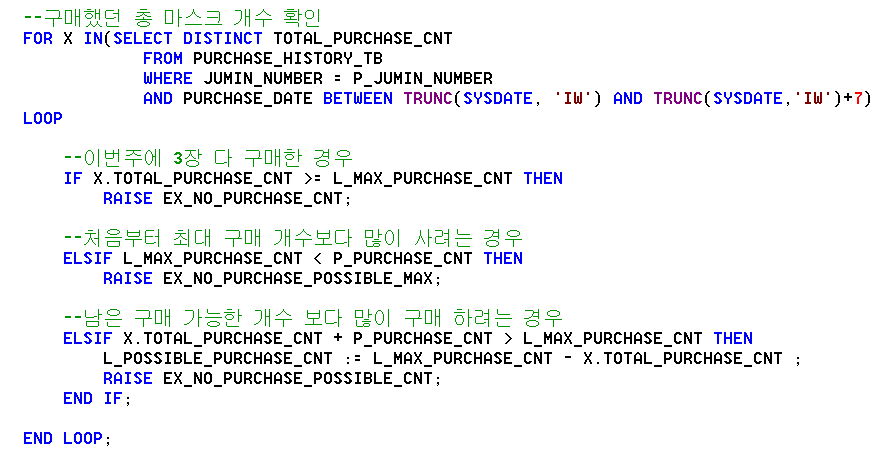 --구매했던 총 마스크 개수 확인
FOR X IN(SELECT DISTINCT TOTAL_PURCHASE_CNT
FROM PURCHASE_HISTORY_TB
WHERE JUMIN_NUMBER = P_JUMIN_NUMBER
AND PURCHASE_DATE BETWEEN TRUNC(SYSDATE, 'IW') AND TRUNC(SYSDATE,'IW')+7)
LOOP
--이번주에 3장 다 구매한 경우
IF X.TOTAL_PURCHASE_CNT >= L_MAX_PURCHASE_CNT THEN
RAISE EX_NO_PURCHASE_CNT;
--처음부터 최대 구매 개수보다 많이 사려는 경우
ELSIF L_MAX_PURCHASE_CNT < P_PURCHASE_CNT THEN
RAISE EX_NO_PURCHASE_POSSIBLE_MAX;
--남은 구매 가능한 개수 보다 많이 구매 하려는 경우
ELSIF X.TOTAL_PURCHASE_CNT + P_PURCHASE_CNT > L_MAX_PURCHASE_CNT THEN
L_POSSIBLE_PURCHASE_CNT := L_MAX_PURCHASE_CNT - X.TOTAL_PURCHASE_CNT ;
RAISE EX_NO_PURCHASE_POSSIBLE_CNT;
END IF;
END LOOP;